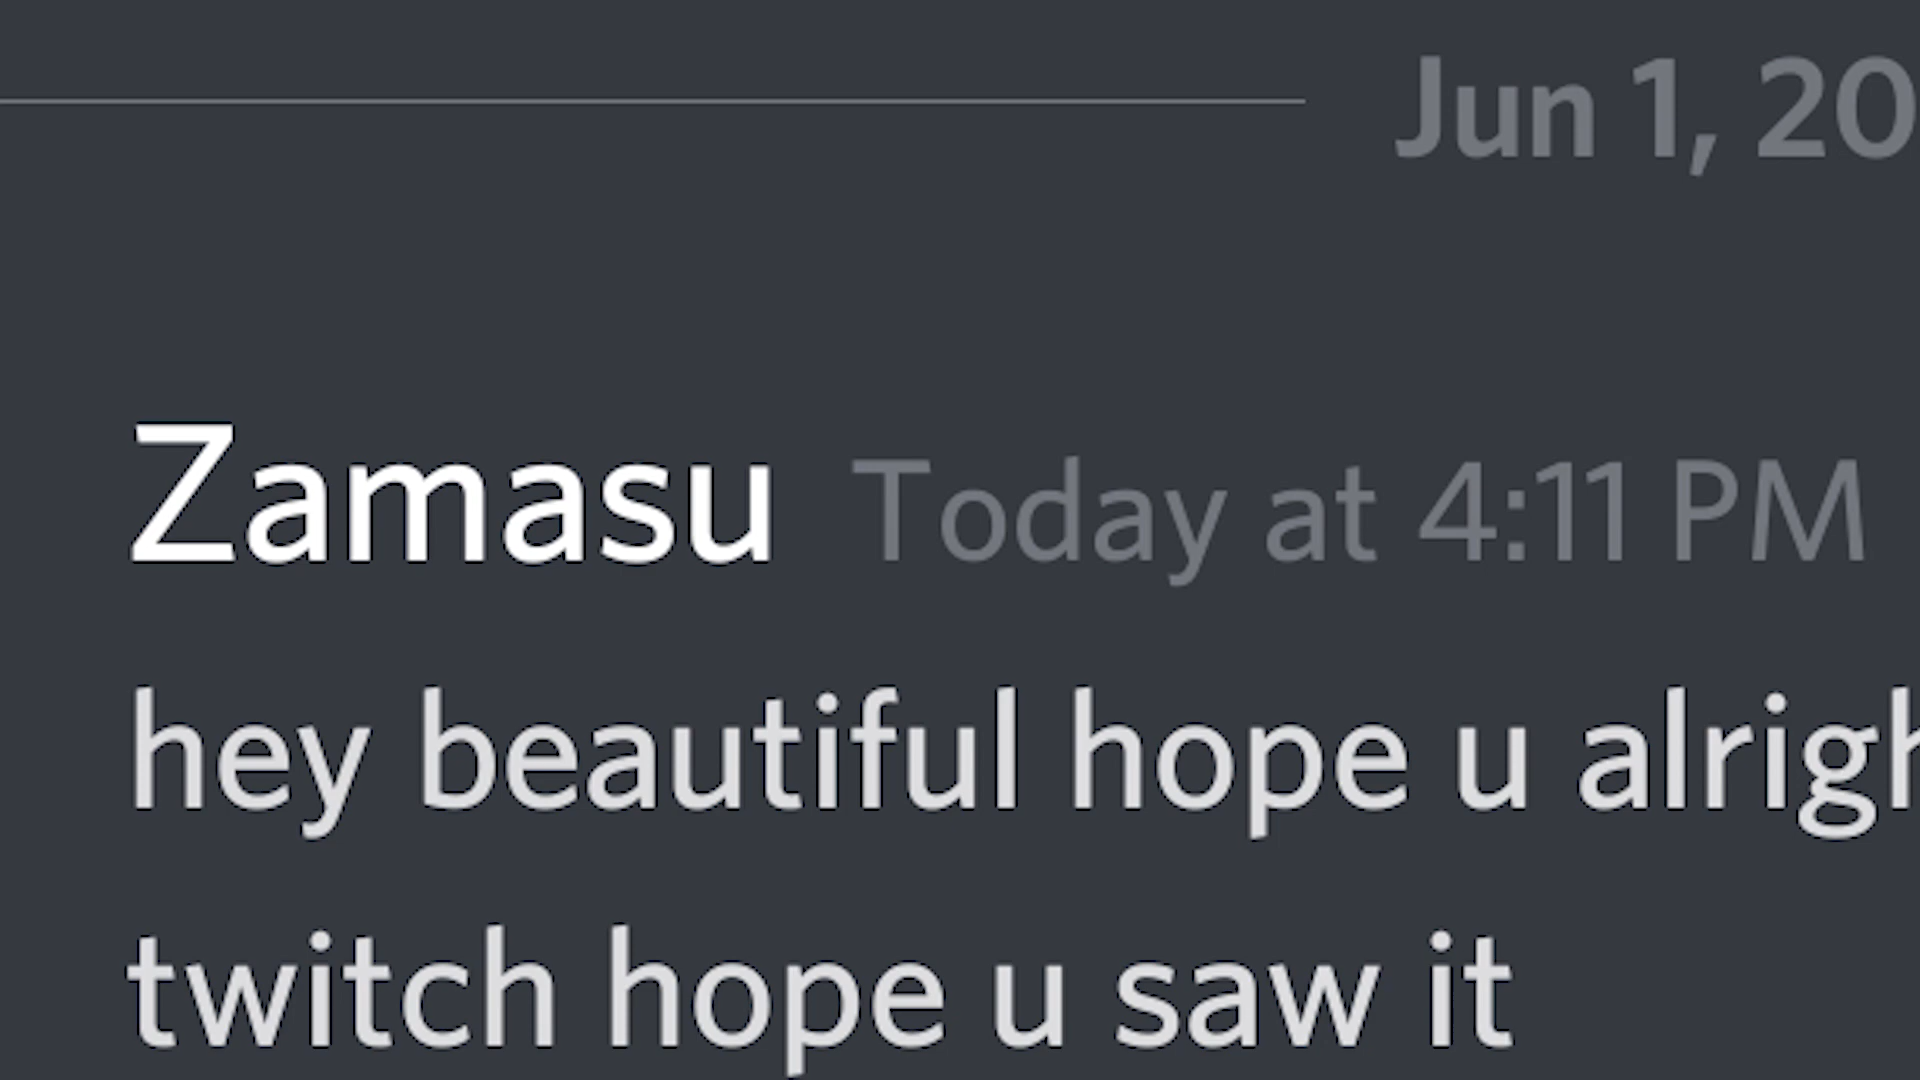 Jun 1, 20
Zamasu Today at 4:11 PM
hey beautiful hope u alrigh
twitch hope u saw it